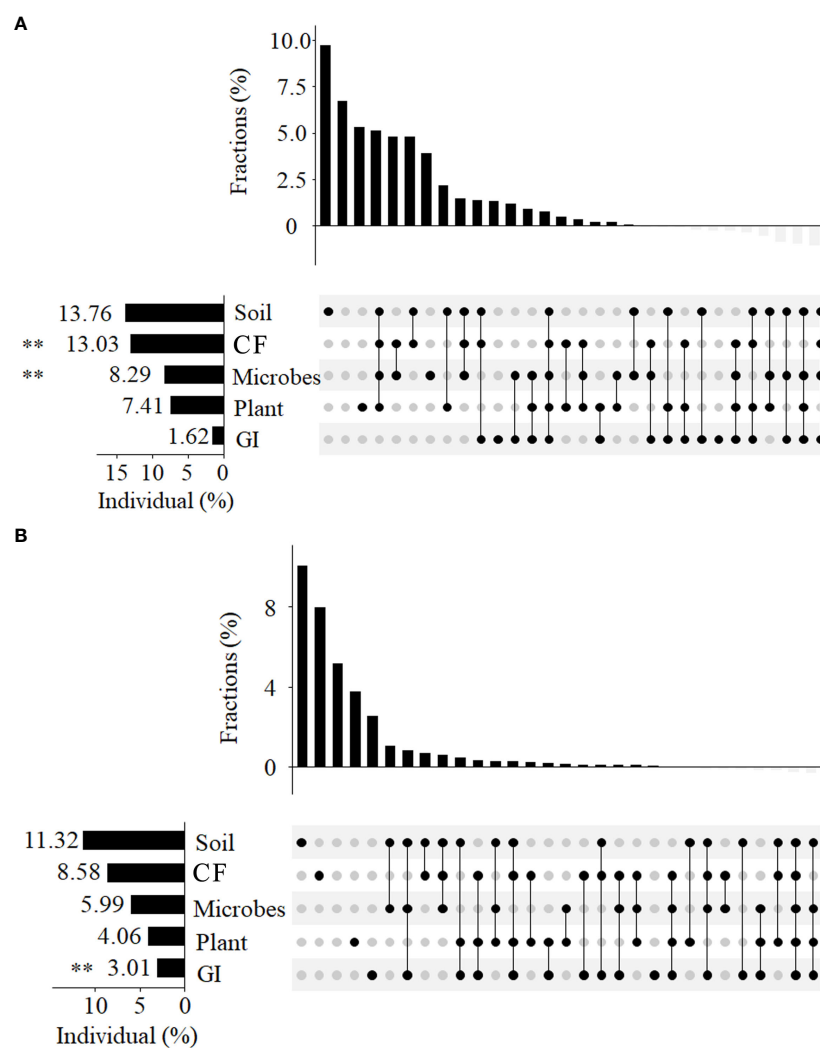 A
Fractions (%)
10.0
7.5
5.0
2.5
0
13.76 Soil
** 13.03 CF
** 8.29 Microbes
7.41 Plant
1.62 GI
15 10 5 0
Individual (%)
B
Fractions (%)
8
4
0
11.32 Soil
8.58 CF
5.99 Microbes
4.06 Plant
** 3.01 GI
10 5 0
Individual (%)